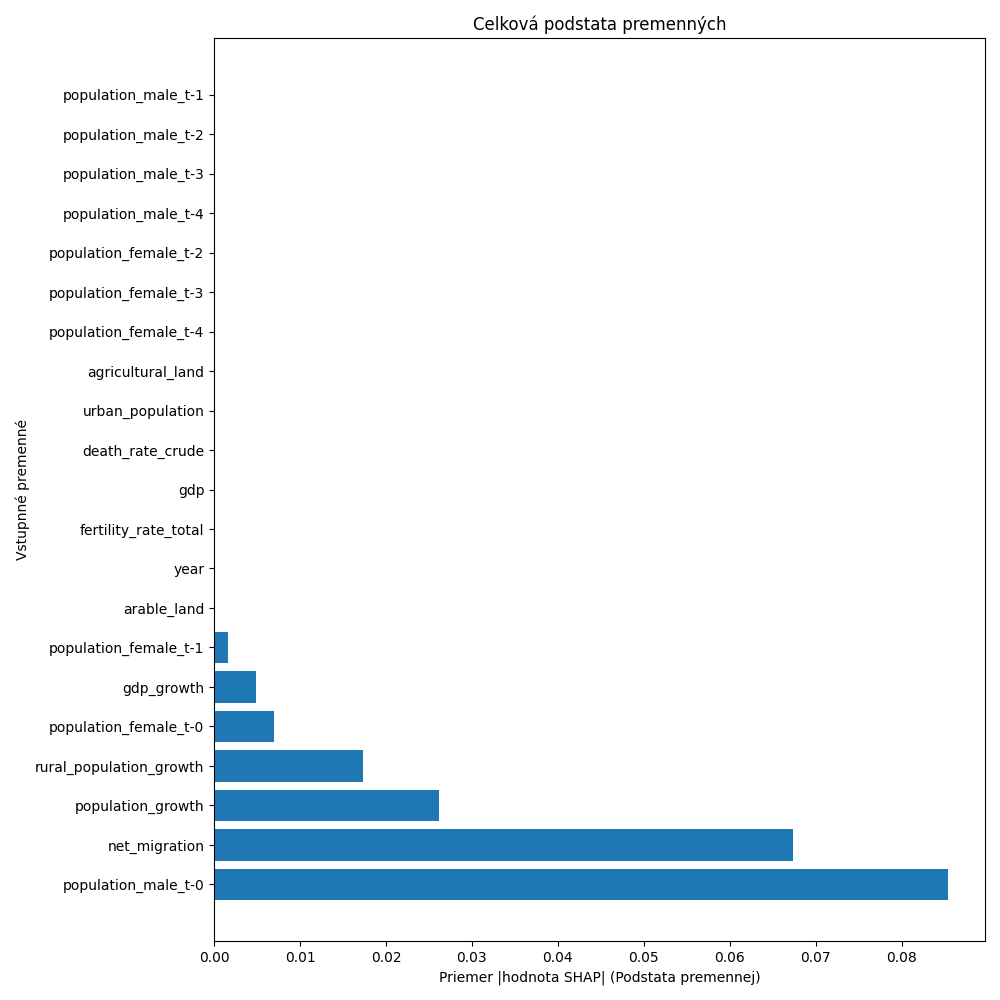 Celková podstata premenných
population_male_t-1
population_male_t-2
population_male_t-3
population_male_t-4
population_female_t-2
population_female_t-3
population_female_t-4
agricultural_land
urban_population
death_rate_crude
gdp
fertility_rate_total
year
arable_land
population_female_t-1
gdp_growth
population_female_t-0
rural_population_growth
population_growth
net_migration
population_male_t-0
Vstupnné premenné
0.00 0.01 0.02 0.03 0.04 0.05 0.06 0.07 0.08
Priemer |hodnota SHAP| (Podstata premennej)